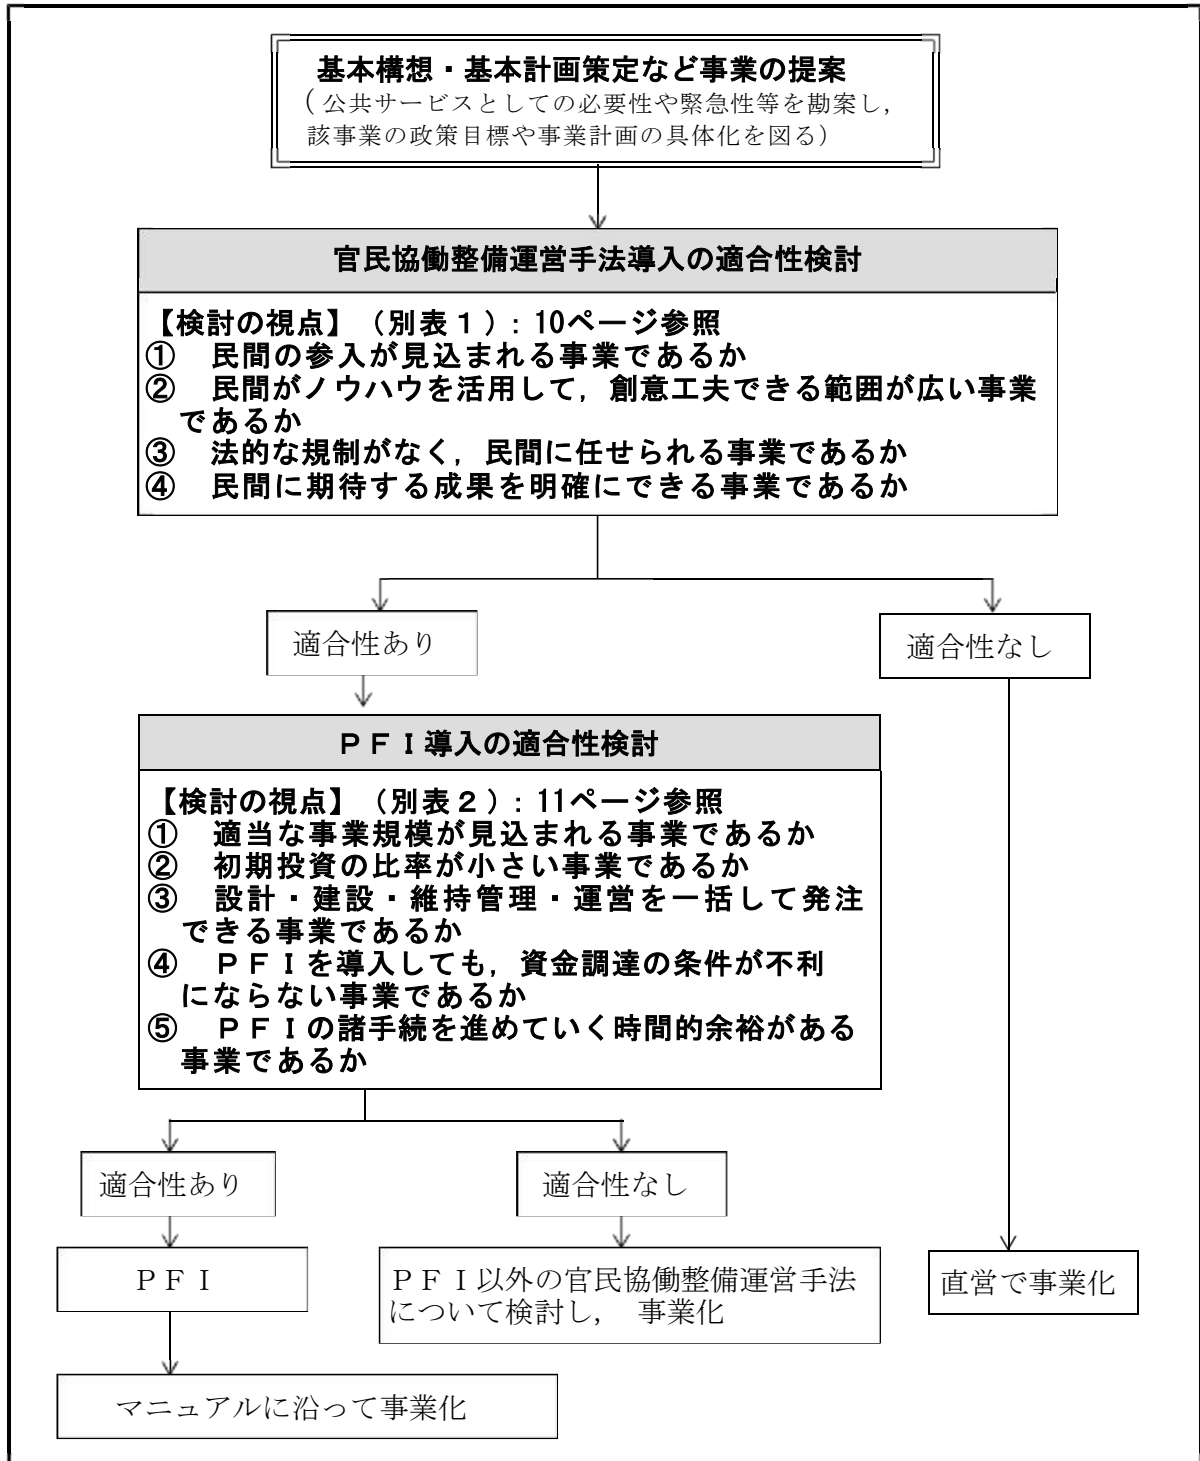 基本構想・基本計画策定など事業の提案
（公共サービスとしての必要性や緊急性等を勘案し，
該事業の政策目標や事業計画の具体化を図る）
官民協働整備運営手法導入の適合性検討
【検討の視点】（別表１）：10ページ参照
①　民間の参入が見込まれる事業であるか
②　民間がノウハウを活用して，創意工夫できる範囲が広い事業
であるか
③　法的な規制がなく，民間に任せられる事業であるか
④　民間に期待する成果を明確にできる事業であるか
適合性あり
適合性なし
ＰＦＩ導入の適合性検討
【検討の視点】（別表２）：11ページ参照
①　適当な事業規模が見込まれる事業であるか
②　初期投資の比率が小さい事業であるか
③　設計・建設・維持管理・運営を一括して発注
できる事業であるか
④　ＰＦＩを導入しても，資金調達の条件が不利
にならない事業であるか
⑤　ＰＦＩの諸手続を進めていく時間的余裕がある
事業であるか
適合性あり
適合性なし
ＰＦＩ
ＰＦＩ以外の官民協働整備運営手法
について検討し，　事業化
直営で事業化
マニュアルに沿って事業化